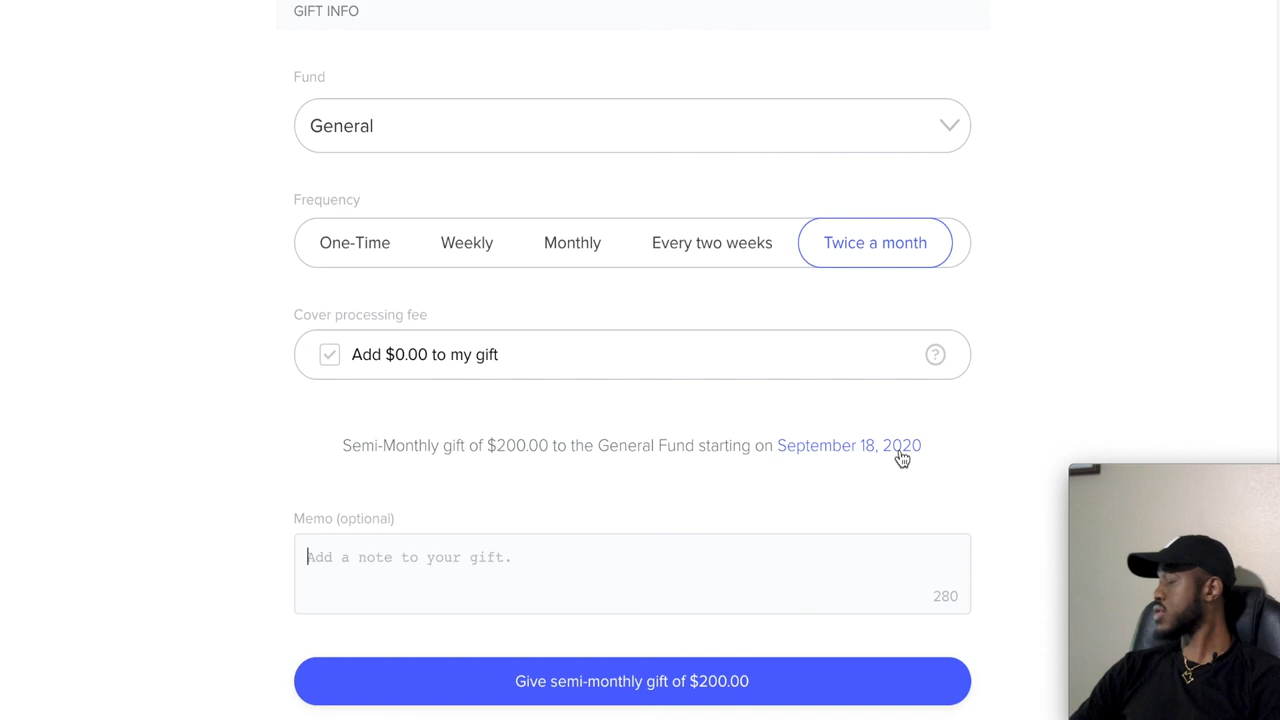 GIFT INFO
Fund
General
Frequency
One-Time Weekly Monthly Every two weeks Twice a month
Cover processing fee
Add $0.00 to my gift ?
Semi-Monthly gift of $200.00 to the General Fund starting on September 18, 2020
Memo (optional)
Add a note to your gift.
280
Give semi-monthly gift of $200.00